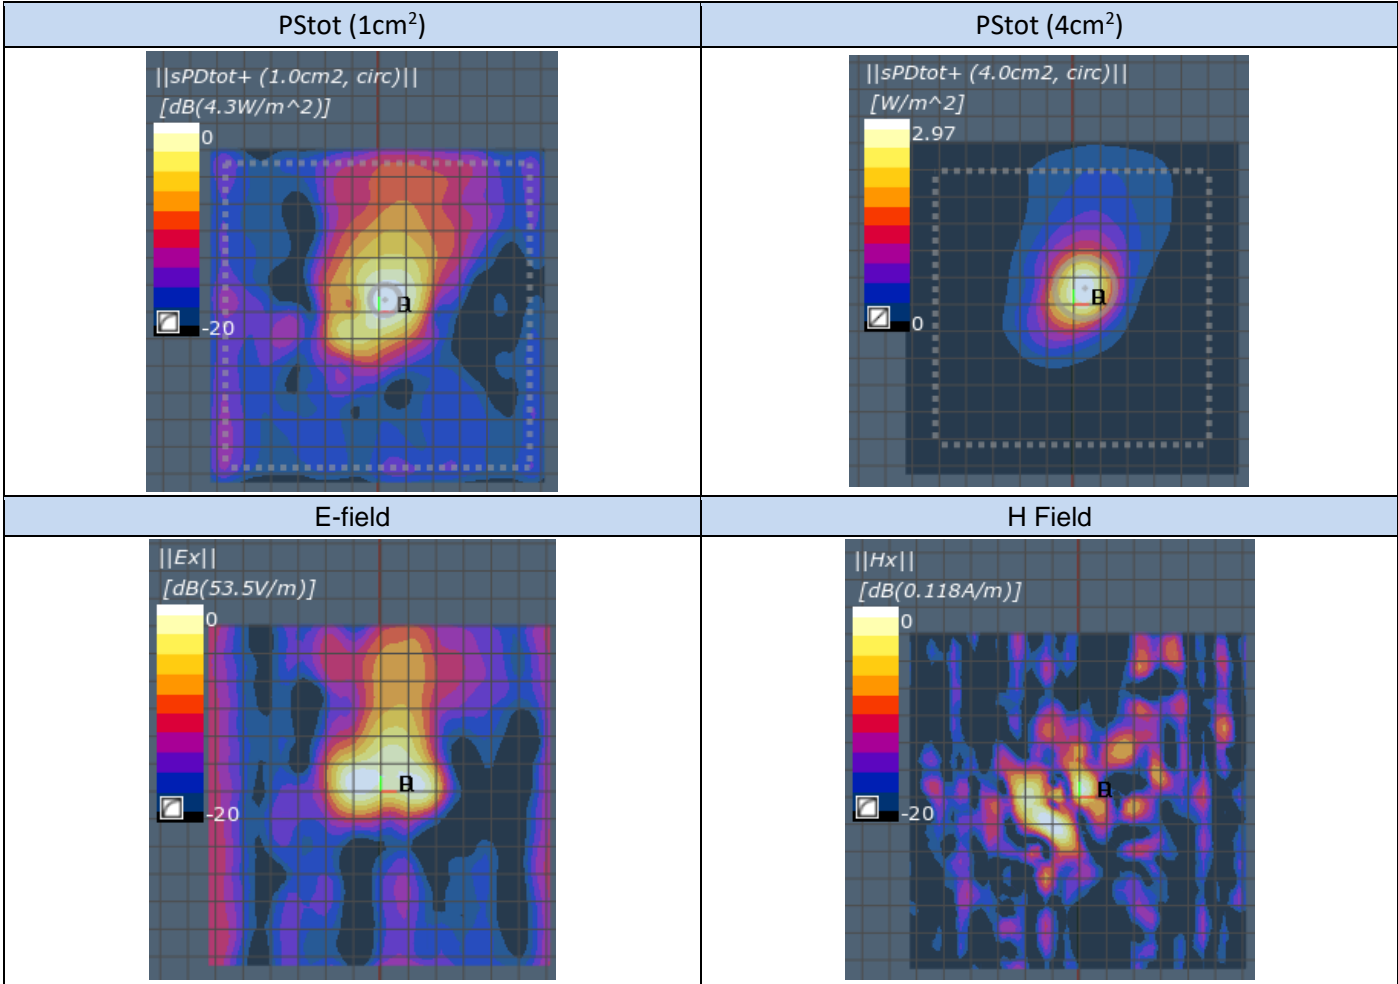 PStot (1cm²)
PStot (4cm²)
||sPDtot+ (1.0cm2, circ)||
[dB(4.3W/m^2)]
0
-20
||sPDtot+ (4.0cm2, circ)||
[W/m^2]
2.97
0
E-field
H Field
||Ex||
[dB(53.5V/m)]
0
-20
||Hx||
[dB(0.118A/m)]
0
-20